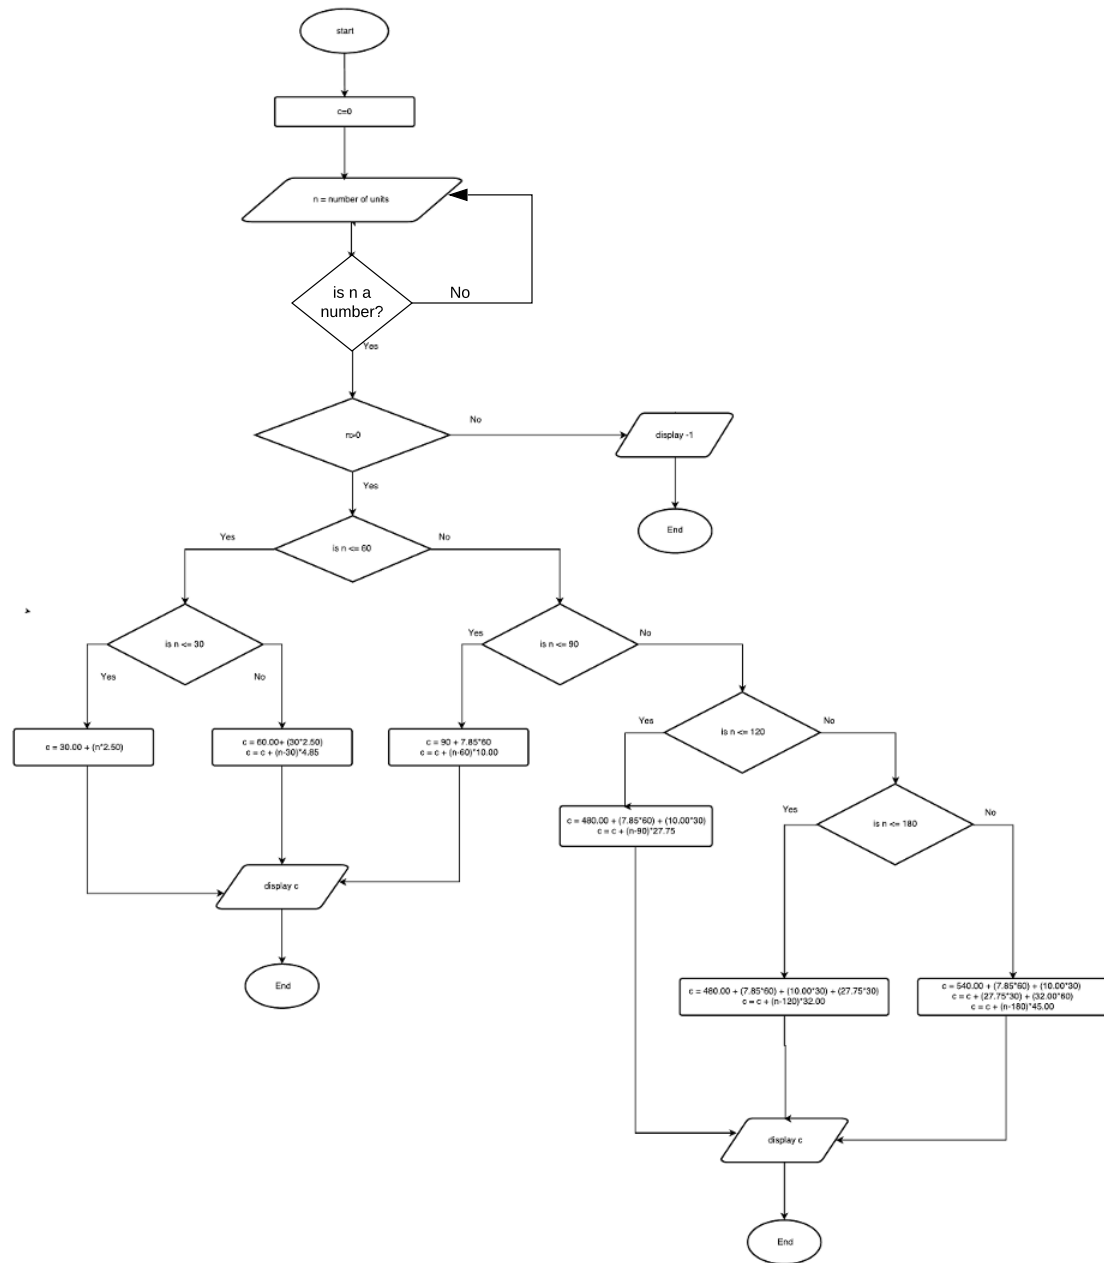 start
c=0
n = number of units
is n a
number?
No
Yes
n>0
No
display -1
End
Yes
is n <= 60
Yes
No
is n <= 30
Yes
No
is n <= 90
Yes
No
is n <= 120
Yes
No
c = 30.00 + (n*2.50)
c = 60.00+ (30*2.50)
c = c + (n-30)*4.85
c = 90 + 7.85*60
c = c + (n-60)*10.00
c = 480.00 + (7.85*60) + (10.00*30)
c = c + (n-90)*27.75
is n <= 180
Yes
No
display c
End
c = 480.00 + (7.85*60) + (10.00*30) + (27.75*30)
c = c + (n-120)*32.00
c = 540.00 + (7.85*60) + (10.00*30)
c = c + (27.75*30) + (32.00*60)
c = c + (n-180)*45.00
display c
End